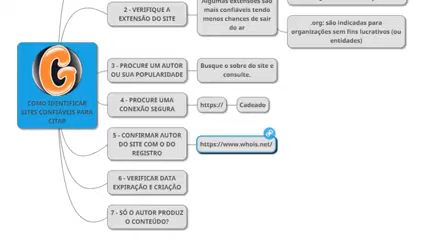 Algumas extensões são
mais confiáveis tendo
menos chances de sair
do ar
2 - VERIFIQUE A
EXTENSÃO DO SITE
.org: são indicadas para
organizações sem fins lucrativos (ou
entidades)
G
COMO IDENTIFICAR
SITES CONFIÁVEIS PARA
CITAR
3 - PROCURE UM AUTOR
OU SUA POPULARIDADE
Busque o sobre do site e
consulte.
4 - PROCURE UMA
CONEXÃO SEGURA
https://
Cadeado
5 - CONFIRMAR AUTOR
DO SITE COM O DO
REGISTRO
https://www.whois.net/
6 - VERIFICAR DATA
EXPIRAÇÃO E CRIAÇÃO
7 - SÓ O AUTOR PRODUZ
O CONTEÚDO?